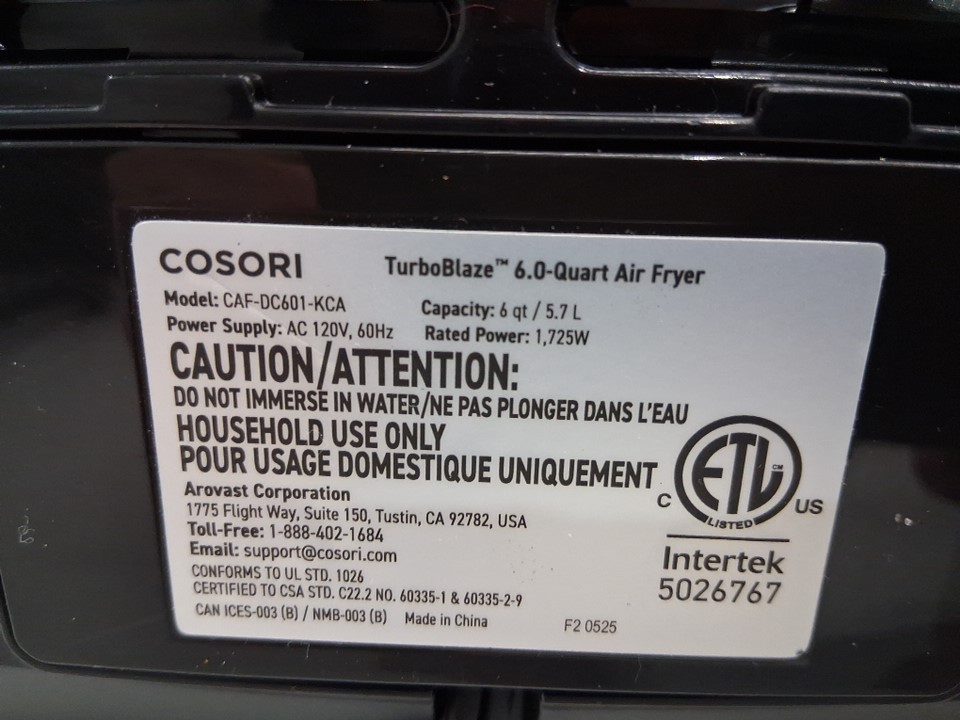 COSORI
TurboBlaze™ 6.0-Quart Air Fryer
Model: CAF-DC601-KCA
Capacity: 6 qt / 5.7 L
Power Supply: AC 120V, 60Hz
Rated Power: 1,725W
CAUTION/ATTENTION:
DO NOT IMMERSE IN WATER/NE PAS PLONGER DANS L'EAU
HOUSEHOLD USE ONLY
POUR USAGE DOMESTIQUE UNIQUEMENT
Arovast Corporation
1775 Flight Way, Suite 150, Tustin, CA 92782, USA
Toll-Free: 1-888-402-1684
Email: support@cosori.com
CONFORMS TO UL STD. 1026
CERTIFIED TO CSA STD. C22.2 NO. 60335-1 & 60335-2-9
CAN ICES-003 (B) / NMB-003 (B) Made in China
F2 0525
ETL CM
C US
LISTED
Intertek
5026767